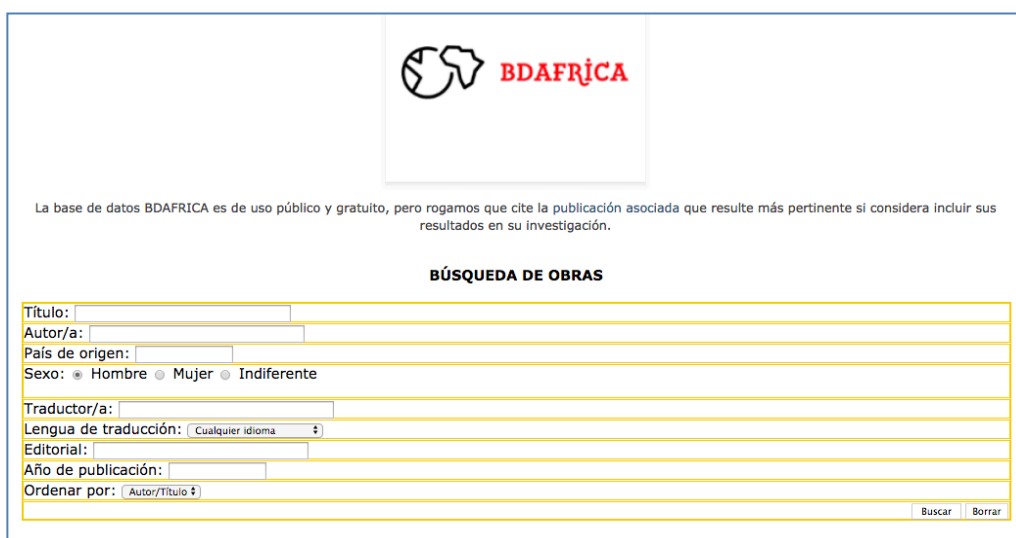 BDAFRİCA
La base de datos BDAFRICA es de uso público y gratuito, pero rogamos que cite la publicación asociada que resulte más pertinente si considera incluir sus
resultados en su investigación.
BÚSQUEDA DE OBRAS
Título:
Autor/a:
País de origen:
Sexo: Hombre Mujer Indiferente
Traductor/a:
Lengua de traducción: Cualquier idioma
Editorial:
Año de publicación:
Ordenar por: Autor/Título
Buscar Borrar